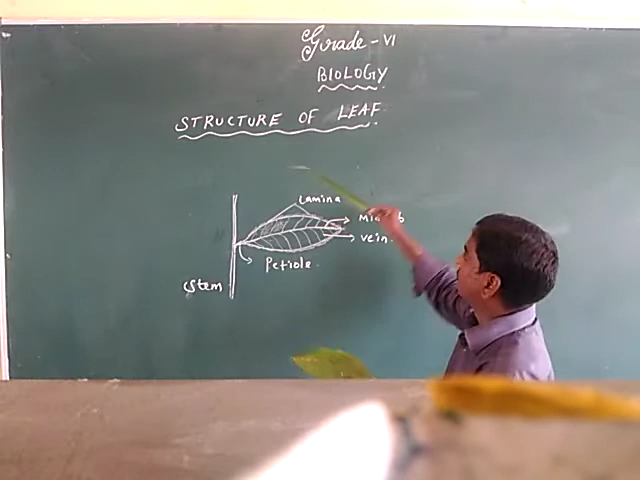 Grade - VI
BIOLOGY
STRUCTURE OF LEAF
Lamina
vein.
Petiole.
Stem